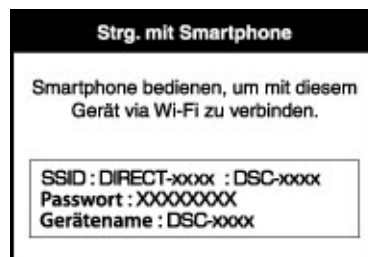 Strg. mit Smartphone
Smartphone bedienen, um mit diesem
Gerät via Wi-Fi zu verbinden.
SSID : DIRECT-xxxx : DSC-xxxx
Passwort : XXXXXXXX
Gerätename : DSC-xxxx